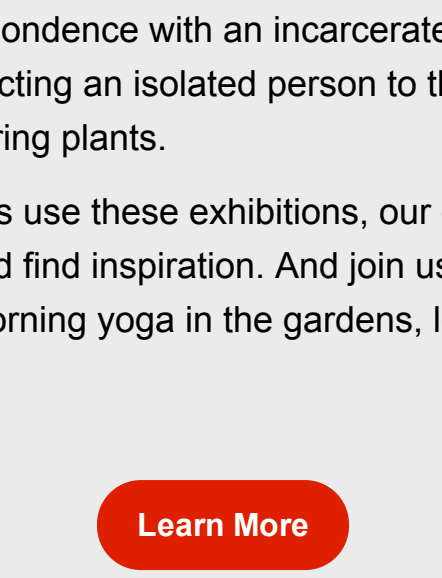 ondence with an incarcerate
cting an isolated person to t
ring plants.
s use these exhibitions, our
d find inspiration. And join us
orning yoga in the gardens,
Learn More